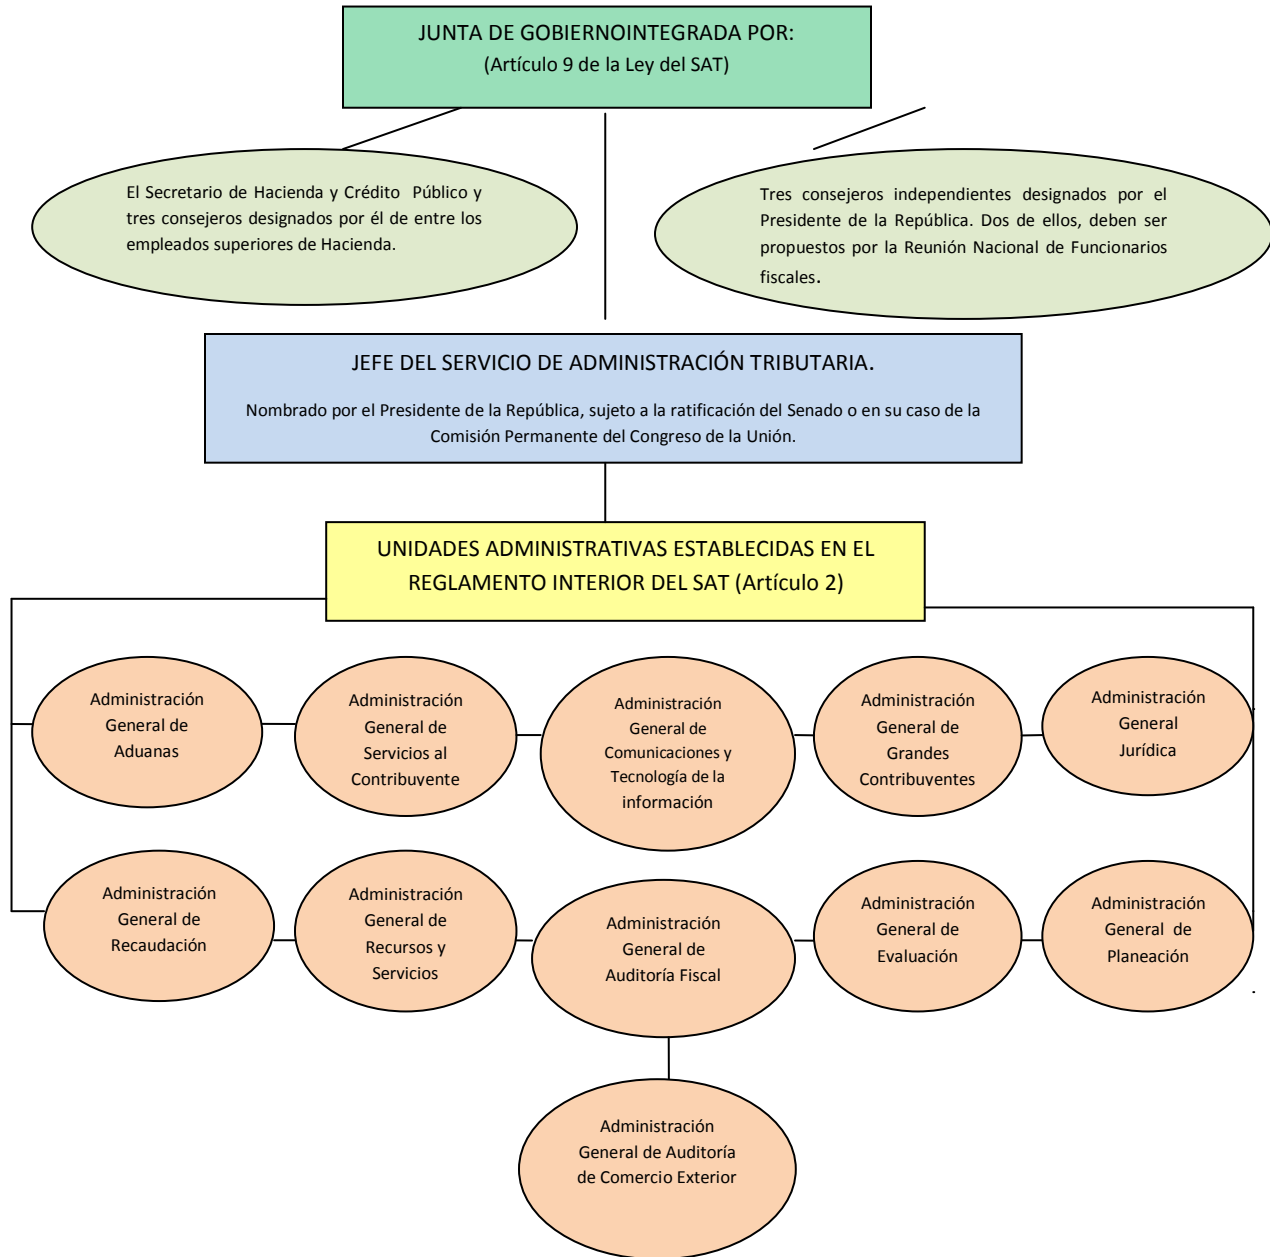 JUNTA DE GOBIERNOINTEGRADA POR:
(Artículo 9 de la Ley del SAT)
El Secretario de Hacienda y Crédito Público y
tres consejeros designados por él de entre los
empleados superiores de Hacienda.
Tres consejeros independientes designados por el
Presidente de la República. Dos de ellos, deben ser
propuestos por la Reunión Nacional de Funcionarios
fiscales.
JEFE DEL SERVICIO DE ADMINISTRACIÓN TRIBUTARIA.
Nombrado por el Presidente de la República, sujeto a la ratificación del Senado o en su caso de la
Comisión Permanente del Congreso de la Unión.
UNIDADES ADMINISTRATIVAS ESTABLECIDAS EN EL
REGLAMENTO INTERIOR DEL SAT (Artículo 2)
Administración
General de
Aduanas
Administración
General de
Servicios al
Contribuyente
Administración
General de
Comunicaciones y
Tecnología de la
información
Administración
General de
Grandes
Contribuyentes
Administración
General
Jurídica
Administración
General de
Recaudación
Administración
General de
Recursos y
Servicios
Administración
General de
Auditoría Fiscal
Administración
General de
Evaluación
Administración
General de
Planeación
Administración
General de Auditoría
de Comercio Exterior